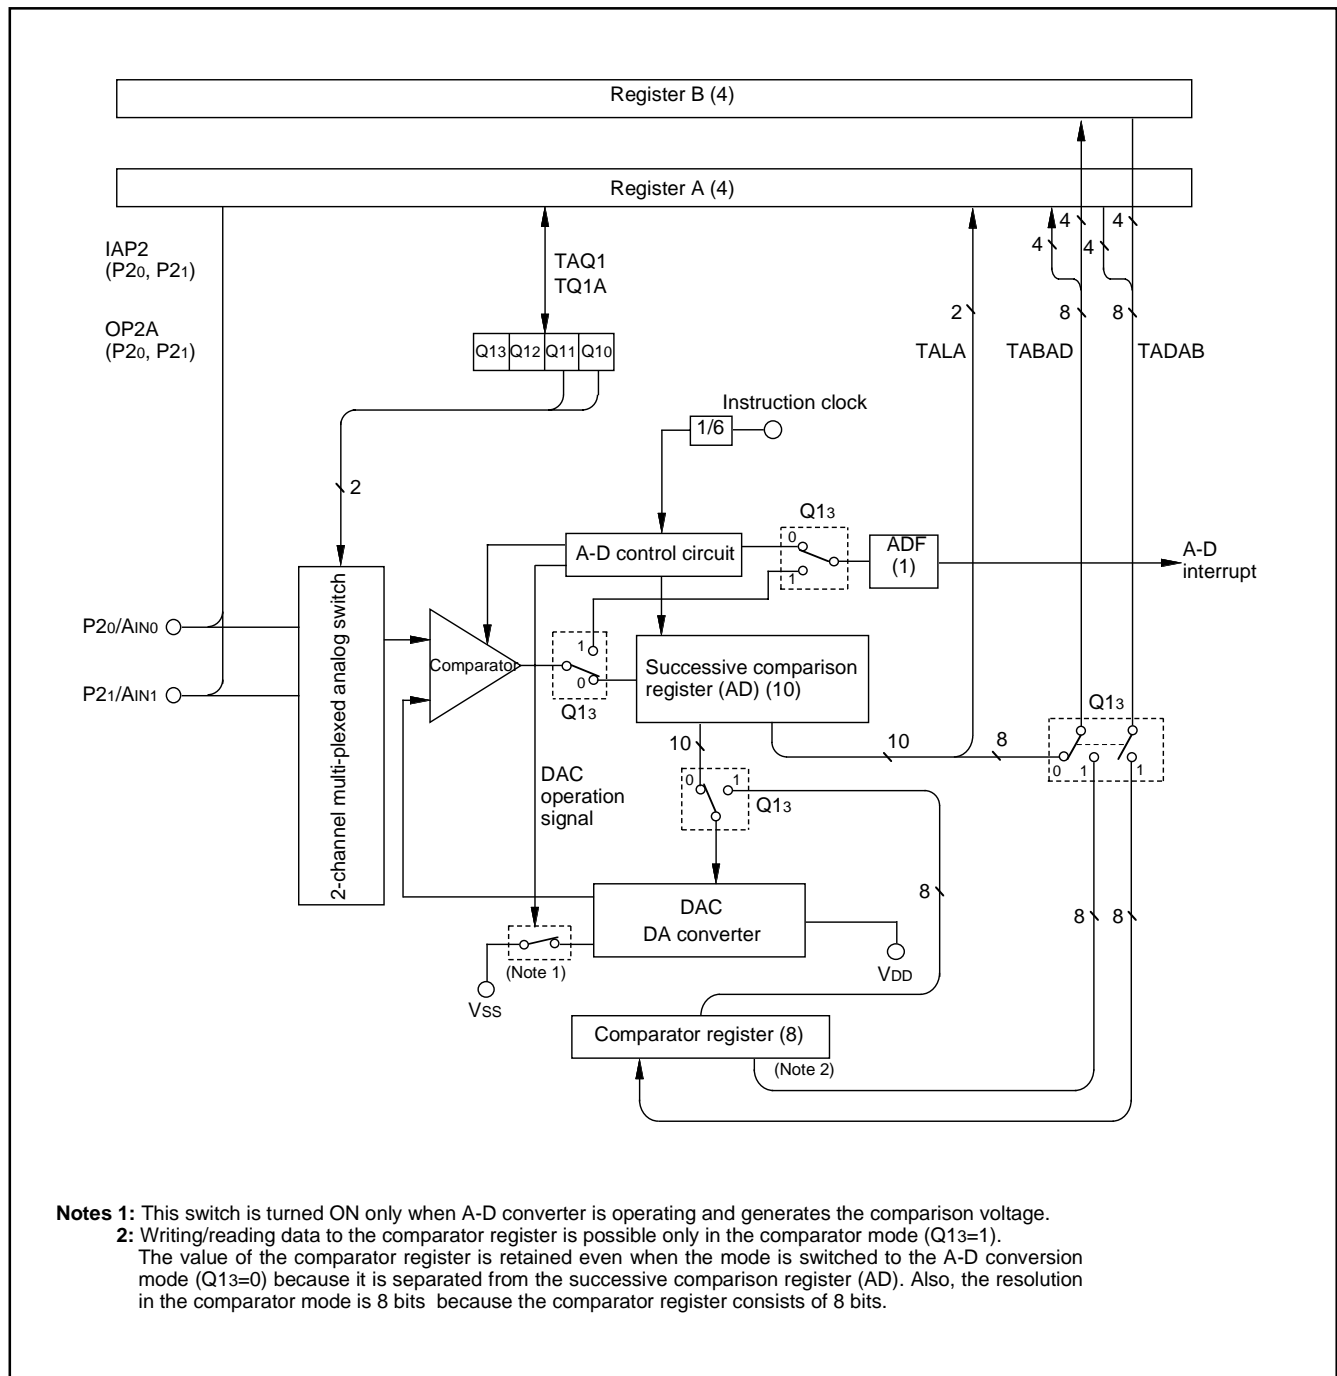 Register B (4)
Register A (4)
IAP2
(P20, P21)
OP2A
(P20, P21)
TAQ1
TQ1A
Q13 Q12 Q11 Q10
4
4
4
4
2
8
8
TALA
TABAD
TADAB
Instruction clock
1/6
2
Q13
0
1
A-D control circuit
ADF
(1)
A-D
interrupt
2-channel multi-plexed analog switch
P20/AIN0
P21/AIN1
Comparator
1
0
Q13
Successive comparison
register (AD) (10)
Q13
0
1
1
10
10
8
DAC
operation
signal
0
1
Q13
8
8
8
DAC
DA converter
(Note 1)
VSS
VDD
Comparator register (8)
(Note 2)
Notes 1: This switch is turned ON only when A-D converter is operating and generates the comparison voltage.
2: Writing/reading data to the comparator register is possible only in the comparator mode (Q13=1).
The value of the comparator register is retained even when the mode is switched to the A-D conversion
mode (Q13=0) because it is separated from the successive comparison register (AD). Also, the resolution
in the comparator mode is 8 bits because the comparator register consists of 8 bits.